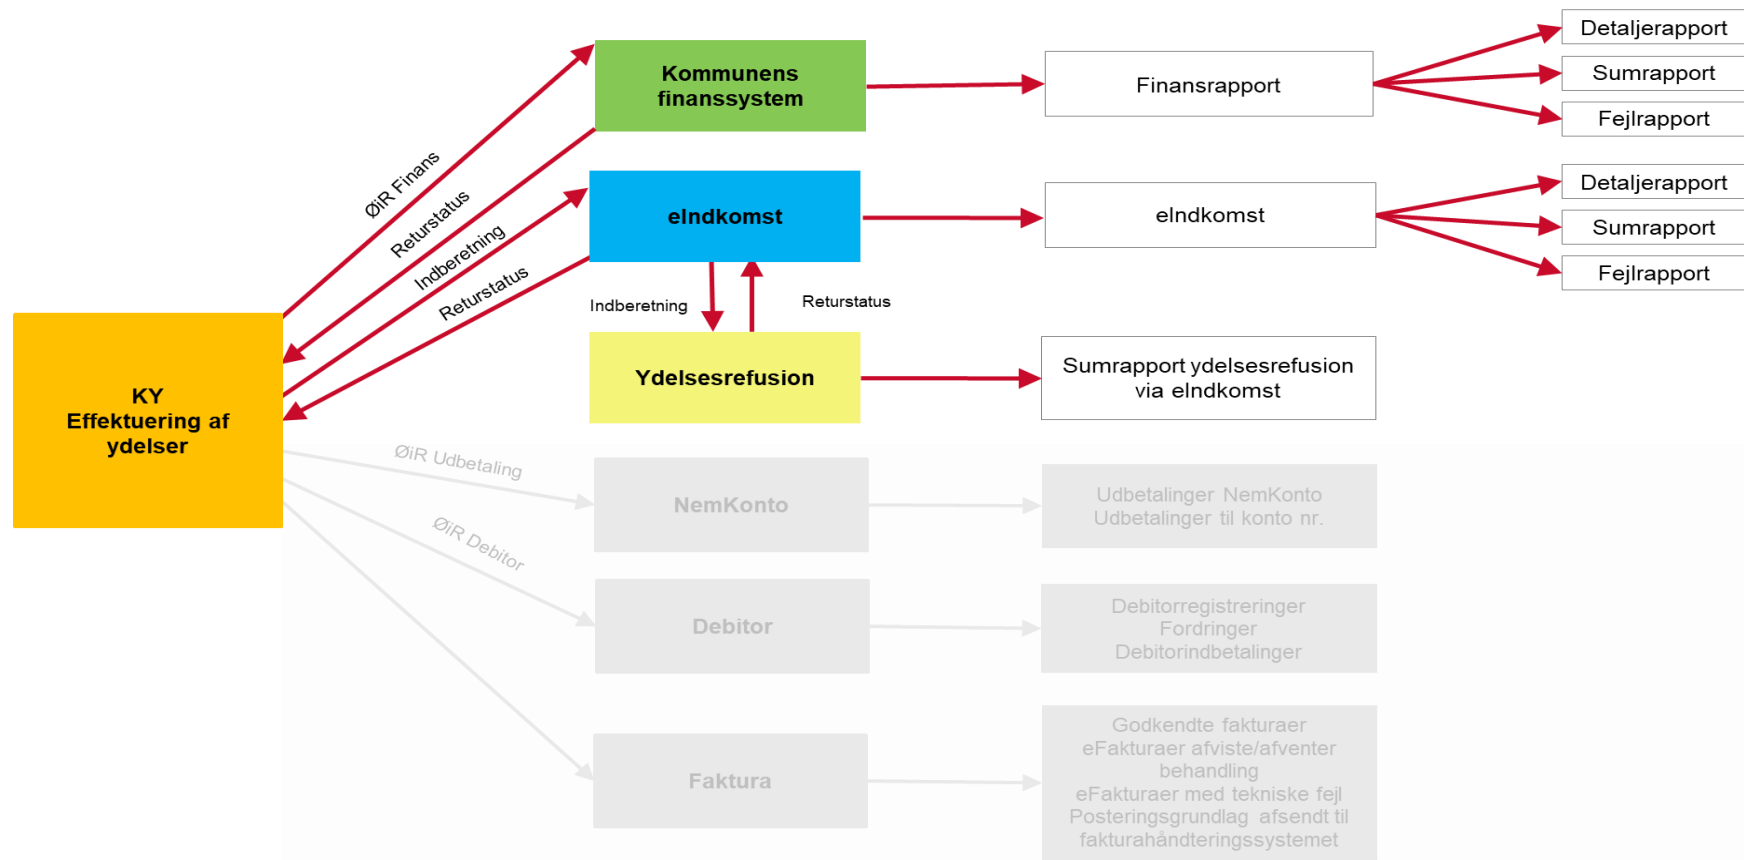 Kommunens
finanssystem
Finansrapport
Detaljerapport
Sumrapport
Fejlrapport
ØiR Finans
Returstatus
Indberetning
Returstatus
eIndkomst
eIndkomst
Detaljerapport
Sumrapport
Fejlrapport
Indberetning
Returstatus
Ydelsesrefusion
Sumrapport ydelsesrefusion
via eIndkomst
KY
Effektuering af
ydelser
ØiR Udbetaling
NemKonto
Udbetalinger NemKonto
Udbetalinger til konto nr.
ØiR Debitor
Debitor
Debitorregistreringer
Fordringer
Debitorindbetalinger
Faktura
Godkendte fakturaer
eFakturaer afviste/afventer
behandling
eFakturaer med tekniske fejl
Posteringsgrundlag afsendt til
fakturahåndteringssystemet